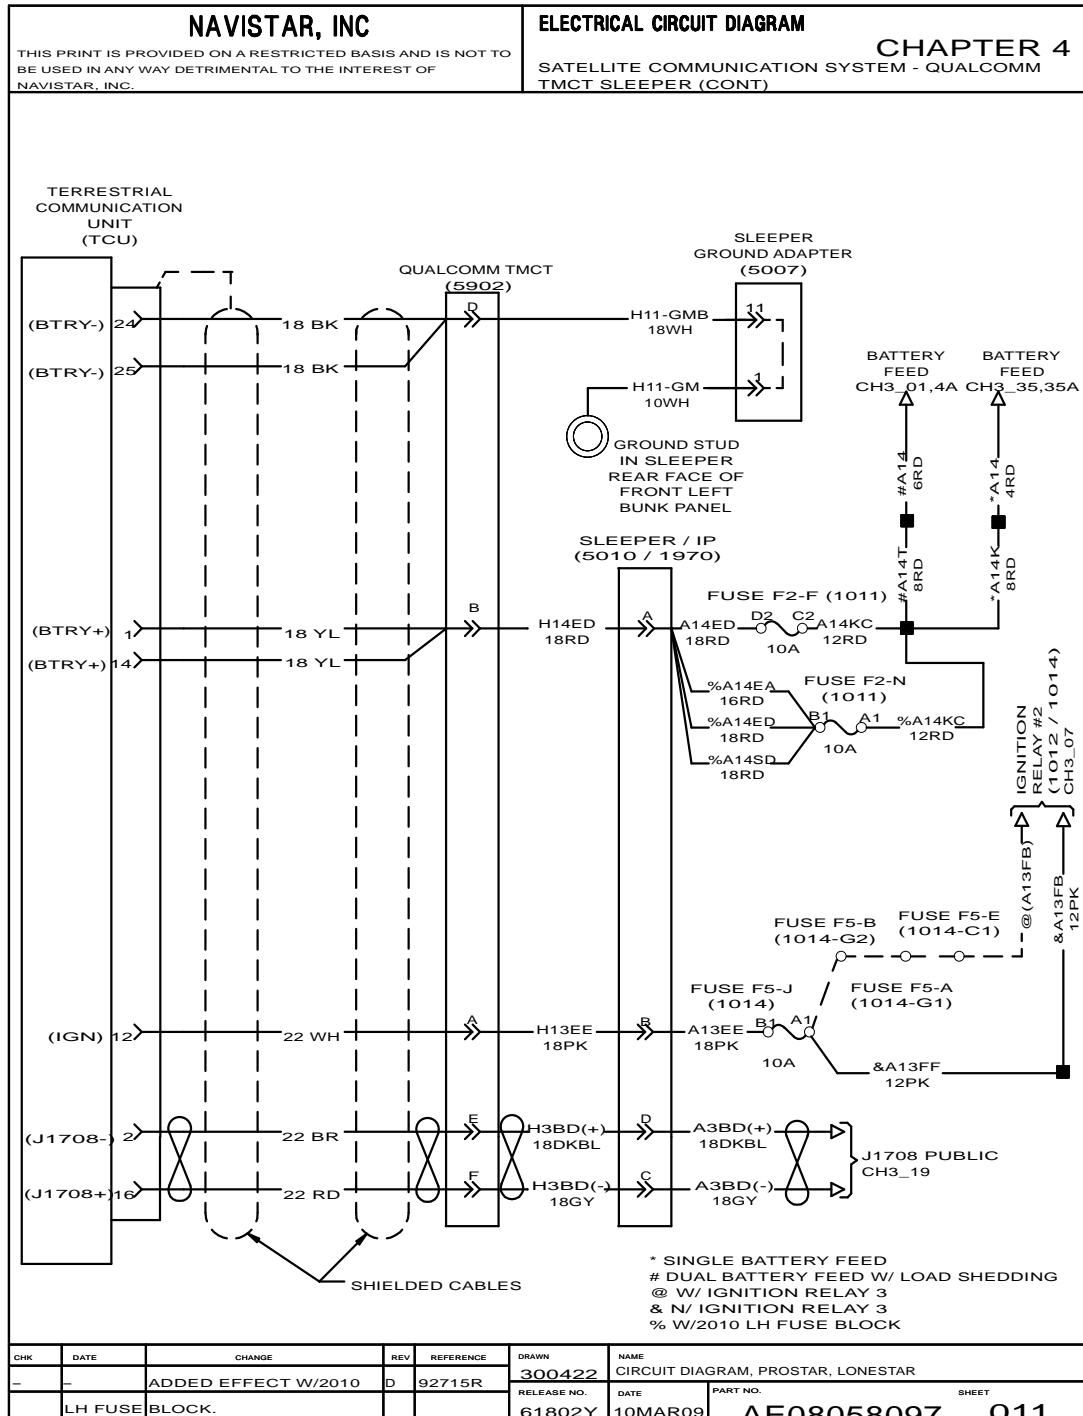 NAVISTAR, INC
THIS PRINT IS PROVIDED ON A RESTRICTED BASIS AND IS NOT TO
BE USED IN ANY WAY DETRIMENTAL TO THE INTEREST OF
NAVISTAR, INC.
ELECTRICAL CIRCUIT DIAGRAM
CHAPTER 4
SATELLITE COMMUNICATION SYSTEM - QUALCOMM
TMCT SLEEPER (CONT)
TERRESTRIAL
COMMUNICATION
UNIT
(TCU)
QUALCOMM TMCT
(5902)
SLEEPER
GROUND ADAPTER
(5007)
(BTRY-) 24
18 BK
D
H11-GMB
18WH
11
(BTRY-) 25
18 BK
H11-GM
10WH
1
GROUND STUD
IN SLEEPER
REAR FACE OF
FRONT LEFT
BUNK PANEL
BATTERY
FEED
CH3_01,4A
BATTERY
FEED
CH3_35,35A
#A14
6RD
*A14
4RD
#A14T
8RD
*A14K
8RD
SLEEPER / IP
(5010 / 1970)
FUSE F2-F (1011)
(BTRY+) 1
18 YL
B
H14ED
18RD
A
A14ED
18RD
D2 C2
10A
A14KC
12RD
(BTRY+) 14
18 YL
%A14EA
16RD
%A14ED
18RD
%A14SD
18RD
FUSE F2-N
(1011)
B1 A1
10A
%A14KC
12RD
IGNITION
RELAY #2
(1012 / 1014)
CH3_07
@(A13FB)
&A13FB
12PK
FUSE F5-B
(1014-G2)
FUSE F5-E
(1014-C1)
FUSE F5-J
(1014)
FUSE F5-A
(1014-G1)
(IGN) 12
22 WH
A
H13EE
18PK
B
A13EE
18PK
B1 A1
10A
&A13FF
12PK
(J1708-) 2
22 BR
E
H3BD(+)
18DKBL
D
A3BD(+)
18DKBL
J1708 PUBLIC
CH3_19
(J1708+) 16
22 RD
F
H3BD(-)
18GY
C
A3BD(-)
18GY
SHIELDED CABLES
* SINGLE BATTERY FEED
# DUAL BATTERY FEED W/ LOAD SHEDDING
@ W/ IGNITION RELAY 3
& N/ IGNITION RELAY 3
% W/2010 LH FUSE BLOCK
CHK DATE CHANGE REV REFERENCE
– – ADDED EFFECT W/2010 D 92715R
LH FUSE BLOCK.
DRAWN
300422
NAME
CIRCUIT DIAGRAM, PROSTAR, LONESTAR
RELEASE NO.
61802Y
DATE
10MAR09
PART NO.
AE08058097
SHEET
011